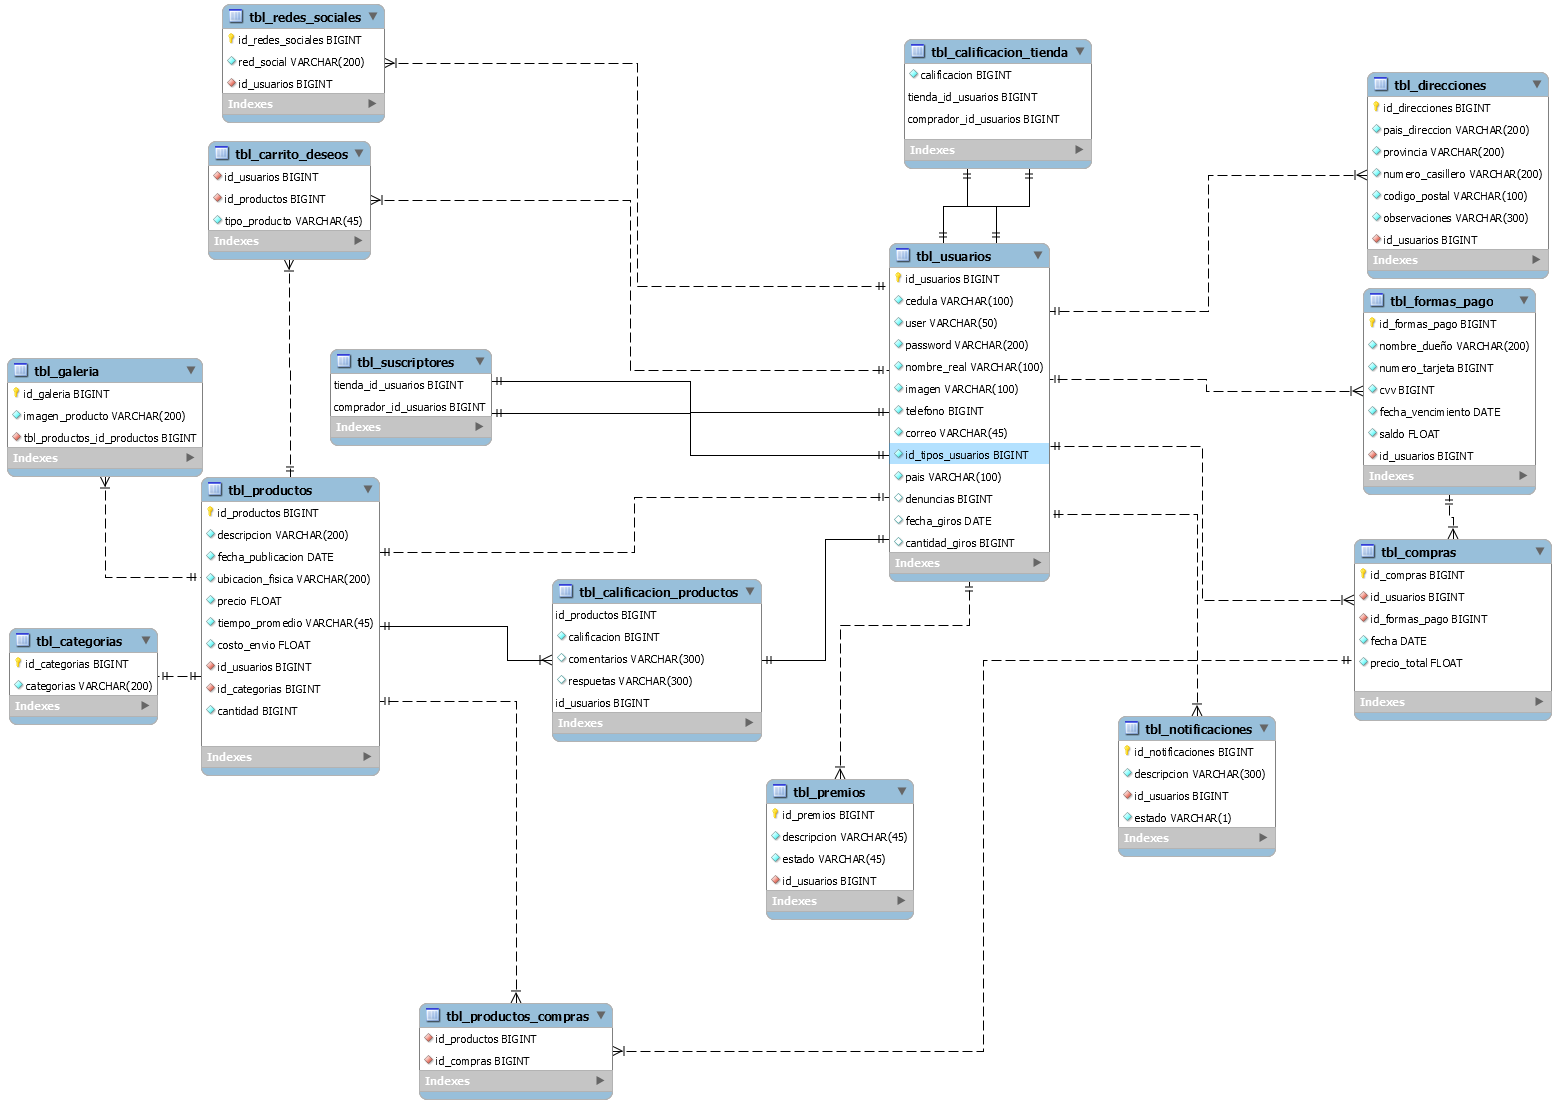 tbl_redes_sociales
id_redes_sociales BIGINT
red_social VARCHAR(200)
id_usuarios BIGINT
Indexes
tbl_carrito_deseos
id_usuarios BIGINT
id_productos BIGINT
tipo_producto VARCHAR(45)
Indexes
tbl_calificacion_tienda
calificacion BIGINT
tienda_id_usuarios BIGINT
comprador_id_usuarios BIGINT
Indexes
tbl_direcciones
id_direcciones BIGINT
pais_direccion VARCHAR(200)
provincia VARCHAR(200)
numero_casillero VARCHAR(200)
codigo_postal VARCHAR(100)
observaciones VARCHAR(300)
id_usuarios BIGINT
Indexes
tbl_usuarios
id_usuarios BIGINT
cedula VARCHAR(100)
user VARCHAR(50)
password VARCHAR(200)
nombre_real VARCHAR(100)
imagen VARCHAR(100)
telefono BIGINT
correo VARCHAR(45)
id_tipos_usuarios BIGINT
pais VARCHAR(100)
denuncias BIGINT
fecha_giros DATE
cantidad_giros BIGINT
Indexes
tbl_formas_pago
id_formas_pago BIGINT
nombre_dueño VARCHAR(200)
numero_tarjeta BIGINT
cvv BIGINT
fecha_vencimiento DATE
saldo FLOAT
id_usuarios BIGINT
Indexes
tbl_suscriptores
tienda_id_usuarios BIGINT
comprador_id_usuarios BIGINT
Indexes
tbl_galeria
id_galeria BIGINT
imagen_producto VARCHAR(200)
tbl_productos_id_productos BIGINT
Indexes
tbl_productos
id_productos BIGINT
descripcion VARCHAR(200)
fecha_publicacion DATE
ubicacion_fisica VARCHAR(200)
precio FLOAT
tiempo_promedio VARCHAR(45)
costo_envio FLOAT
id_usuarios BIGINT
id_categorias BIGINT
cantidad BIGINT
Indexes
tbl_categorias
id_categorias BIGINT
categorias VARCHAR(200)
Indexes
tbl_calificacion_productos
id_productos BIGINT
calificacion BIGINT
comentarios VARCHAR(300)
respuetas VARCHAR(300)
id_usuarios BIGINT
Indexes
tbl_compras
id_compras BIGINT
id_usuarios BIGINT
id_formas_pago BIGINT
fecha DATE
precio_total FLOAT
Indexes
tbl_notificaciones
id_notificaciones BIGINT
descripcion VARCHAR(300)
id_usuarios BIGINT
estado VARCHAR(1)
Indexes
tbl_premios
id_premios BIGINT
descripcion VARCHAR(45)
estado VARCHAR(45)
id_usuarios BIGINT
Indexes
tbl_productos_compras
id_productos BIGINT
id_compras BIGINT
Indexes